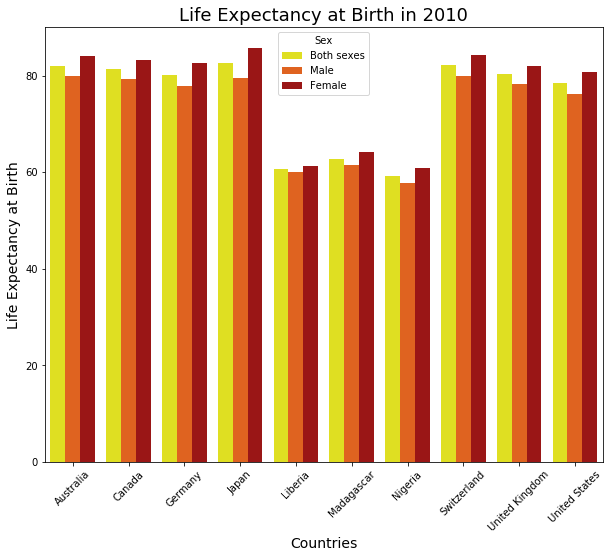 Life Expectancy at Birth in 2010
Sex
Both sexes
Male
Female
Life Expectancy at Birth
80
60
40
20
0
Australia
Canada
Germany
Japan
Liberia
Madagascar
Nigeria
Switzerland
United Kingdom
United States
Countries